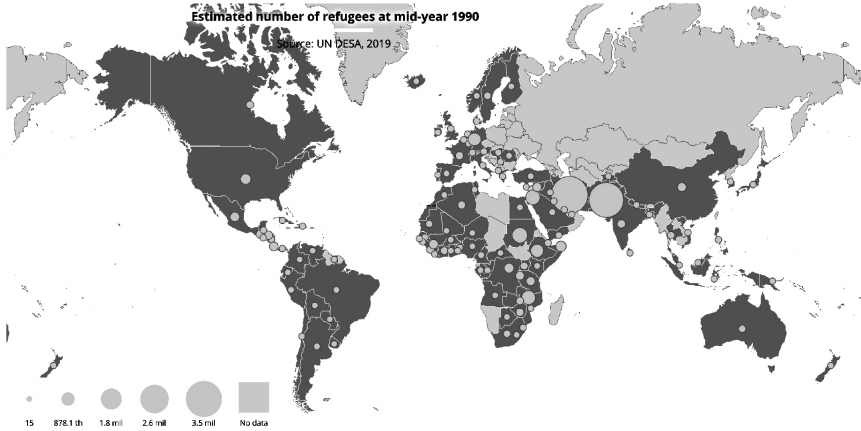 Estimated number of refugees at mid-year 1990
Source: UN DESA, 2019
15 878.1 th 1.8 mil 2.6 mil 3.5 mil No data